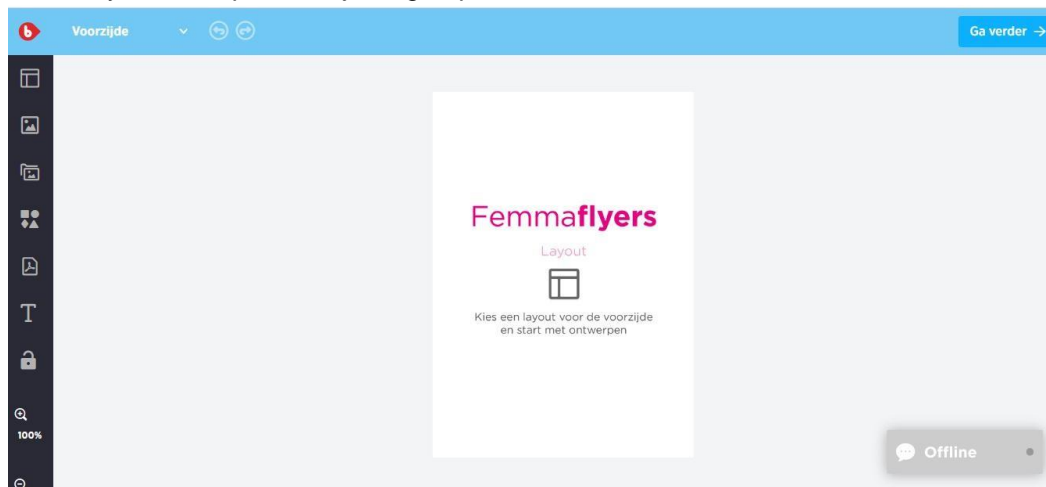 Voorzijde
Ga verder →
Femmaflyers
Layout
Kies een layout voor de voorzijde
en start met ontwerpen
T
100%
Offline